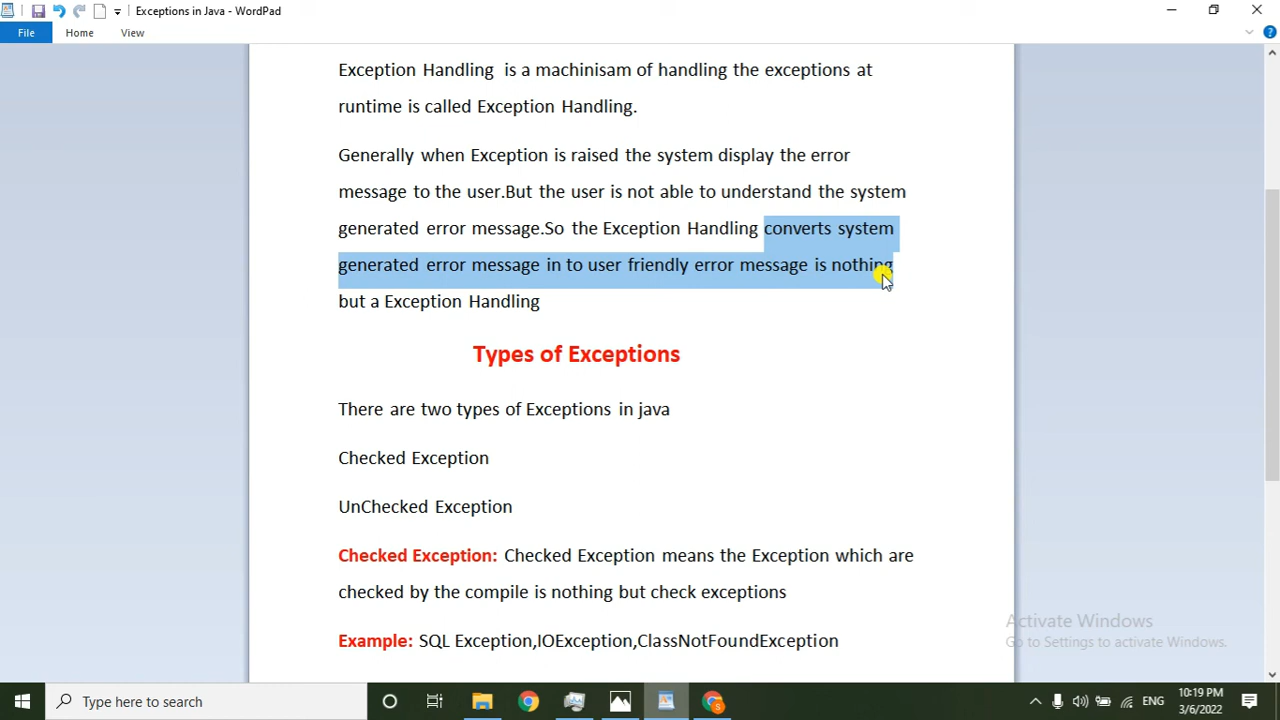 Exceptions in Java - WordPad
File Home View
Exception Handling is a machinisam of handling the exceptions at
runtime is called Exception Handling.
Generally when Exception is raised the system display the error
message to the user.But the user is not able to understand the system
generated error message.So the Exception Handling converts system
generated error message in to user friendly error message is nothing
but a Exception Handling
Types of Exceptions
There are two types of Exceptions in java
Checked Exception
UnChecked Exception
Checked Exception: Checked Exception means the Exception which are
checked by the compile is nothing but check exceptions
Example: SQL Exception,IOException,ClassNotFoundException
Activate Windows
Go to Settings to activate Windows.
Type here to search
ENG
10:19 PM
3/6/2022